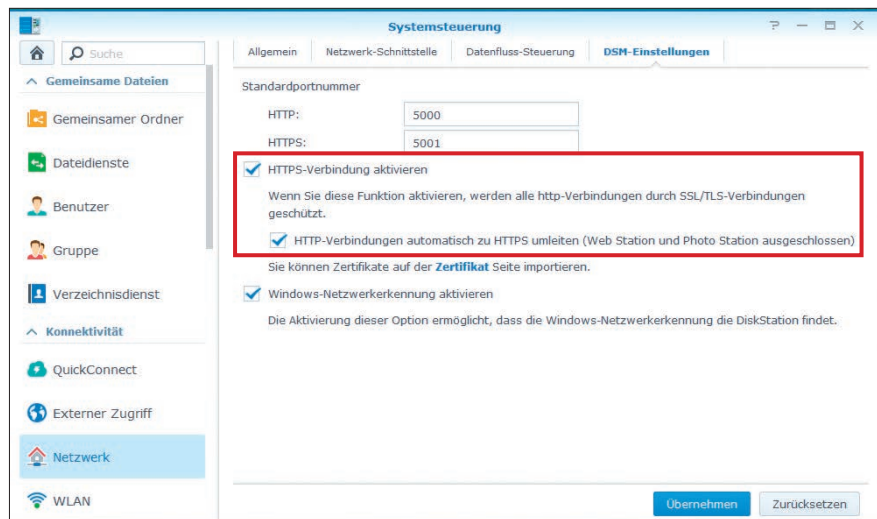 Systemsteuerung
Suche
Gemeinsame Dateien
Gemeinsamer Ordner
Dateidienste
Benutzer
Gruppe
Verzeichnisdienst
Konnektivität
QuickConnect
Externer Zugriff
Netzwerk
WLAN
Allgemein
Netzwerk-Schnittstelle
Datenfluss-Steuerung
DSM-Einstellungen
Standardportnummer
HTTP: 5000
HTTPS: 5001
HTTPS-Verbindung aktivieren
Wenn Sie diese Funktion aktivieren, werden alle http-Verbindungen durch SSL/TLS-Verbindungen
geschützt.
HTTP-Verbindungen automatisch zu HTTPS umleiten (Web Station und Photo Station ausgeschlossen)
Sie können Zertifikate auf der Zertifikat Seite importieren.
Windows-Netzwerkerkennung aktivieren
Die Aktivierung dieser Option ermöglicht, dass die Windows-Netzwerkerkennung die DiskStation findet.
Übernehmen
Zurücksetzen